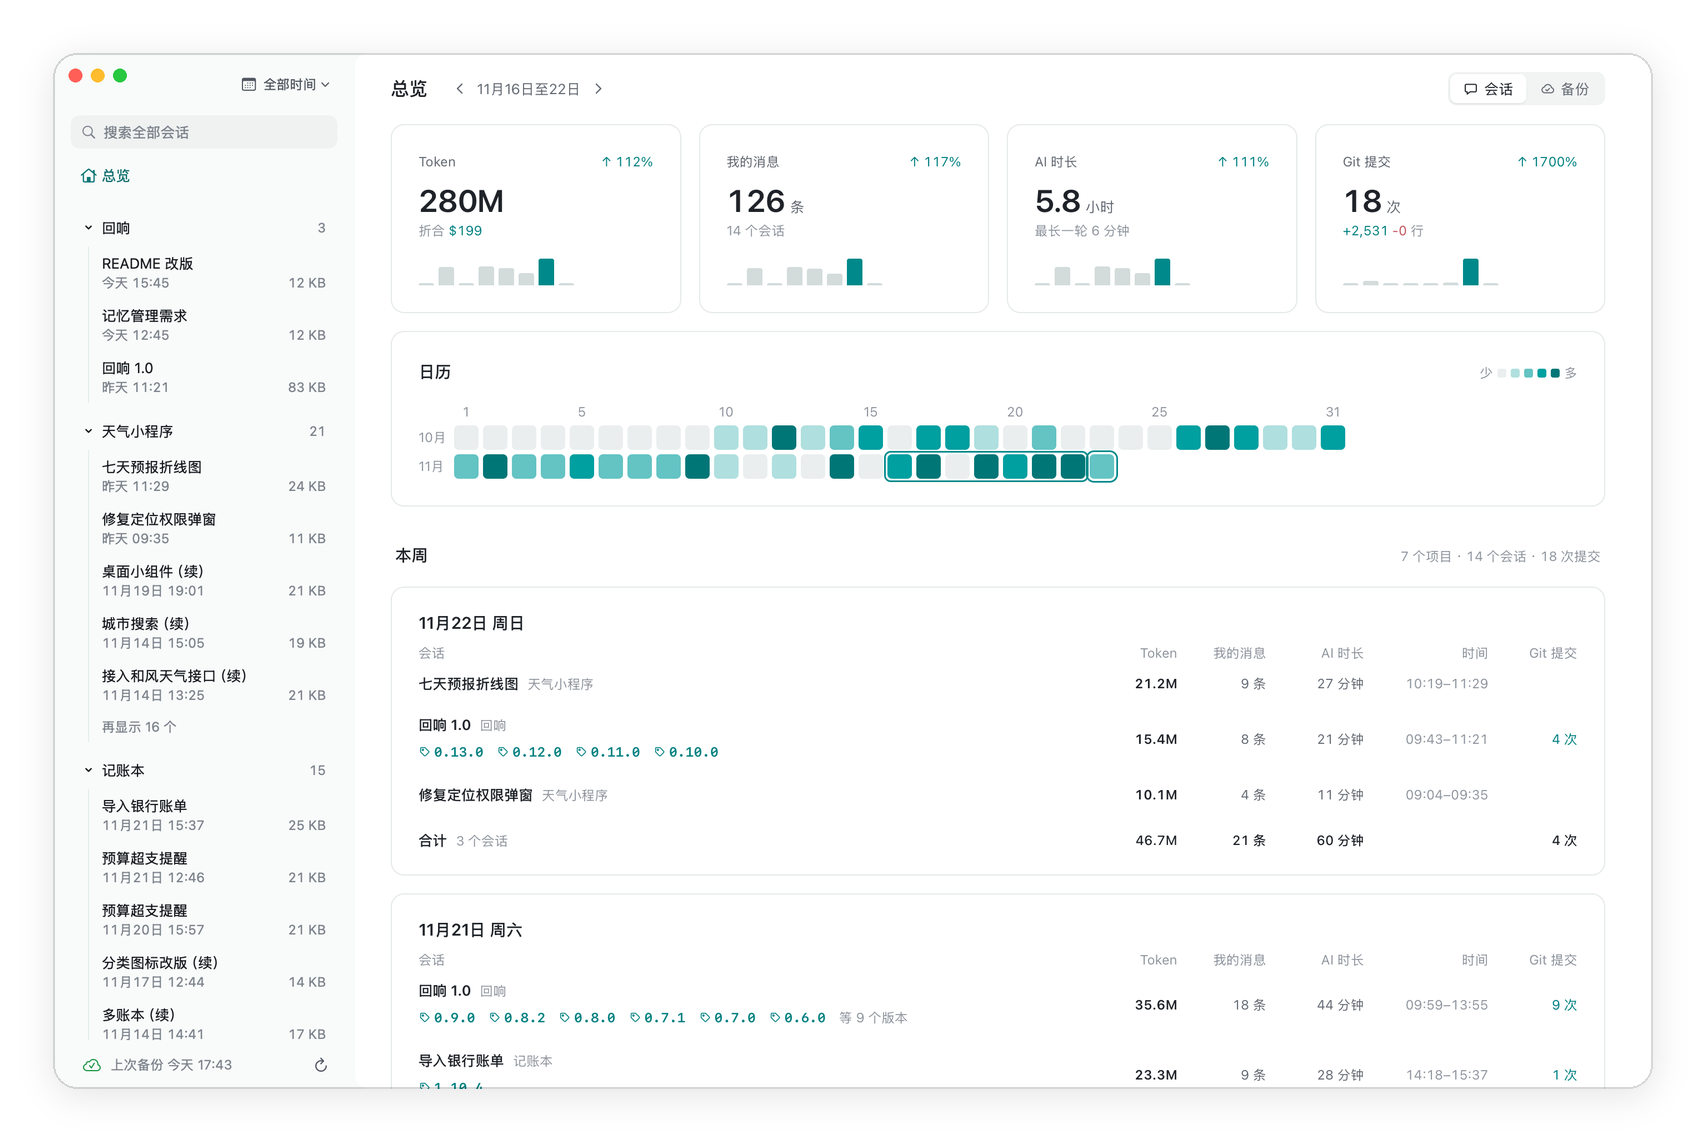 全部时间
搜索全部会话
总览
回响 3
README 改版
今天 15:45 12 KB
记忆管理需求
今天 12:45 12 KB
回响 1.0
昨天 11:21 83 KB
天气小程序 21
七天预报折线图
昨天 11:29 24 KB
修复定位权限弹窗
昨天 09:35 11 KB
桌面小组件 (续)
11月19日 19:01 21 KB
城市搜索 (续)
11月14日 15:05 19 KB
接入和风天气接口 (续)
11月14日 13:25 21 KB
再显示 16 个
记账本 15
导入银行账单
11月21日 15:37 25 KB
预算超支提醒
11月21日 12:46 21 KB
预算超支提醒
11月20日 15:57 21 KB
分类图标改版 (续)
11月17日 12:44 14 KB
多账本 (续)
11月14日 14:41 17 KB
上次备份 今天 17:43
总览 11月16日至22日 会话 备份
Token ↑ 112%
280M
折合 $199
我的消息 ↑ 117%
126 条
14 个会话
AI 时长 ↑ 111%
5.8 小时
最长一轮 6 分钟
Git 提交 ↑ 1700%
18 次
+2,531 -0 行
日历 少 多
1 5 10 15 20 25 31
10月
11月
本周 7 个项目 · 14 个会话 · 18 次提交
11月22日 周日
会话 Token 我的消息 AI 时长 时间 Git 提交
七天预报折线图 天气小程序 21.2M 9 条 27 分钟 10:19–11:29
回响 1.0 回响 15.4M 8 条 21 分钟 09:43–11:21 4 次
0.13.0 0.12.0 0.11.0 0.10.0
修复定位权限弹窗 天气小程序 10.1M 4 条 11 分钟 09:04–09:35
合计 3 个会话 46.7M 21 条 60 分钟 4 次
11月21日 周六
会话 Token 我的消息 AI 时长 时间 Git 提交
回响 1.0 回响 35.6M 18 条 44 分钟 09:59–13:55 9 次
0.9.0 0.8.2 0.8.0 0.7.1 0.7.0 0.6.0 等 9 个版本
导入银行账单 记账本 23.3M 9 条 28 分钟 14:18–15:37 1 次
1.10.4